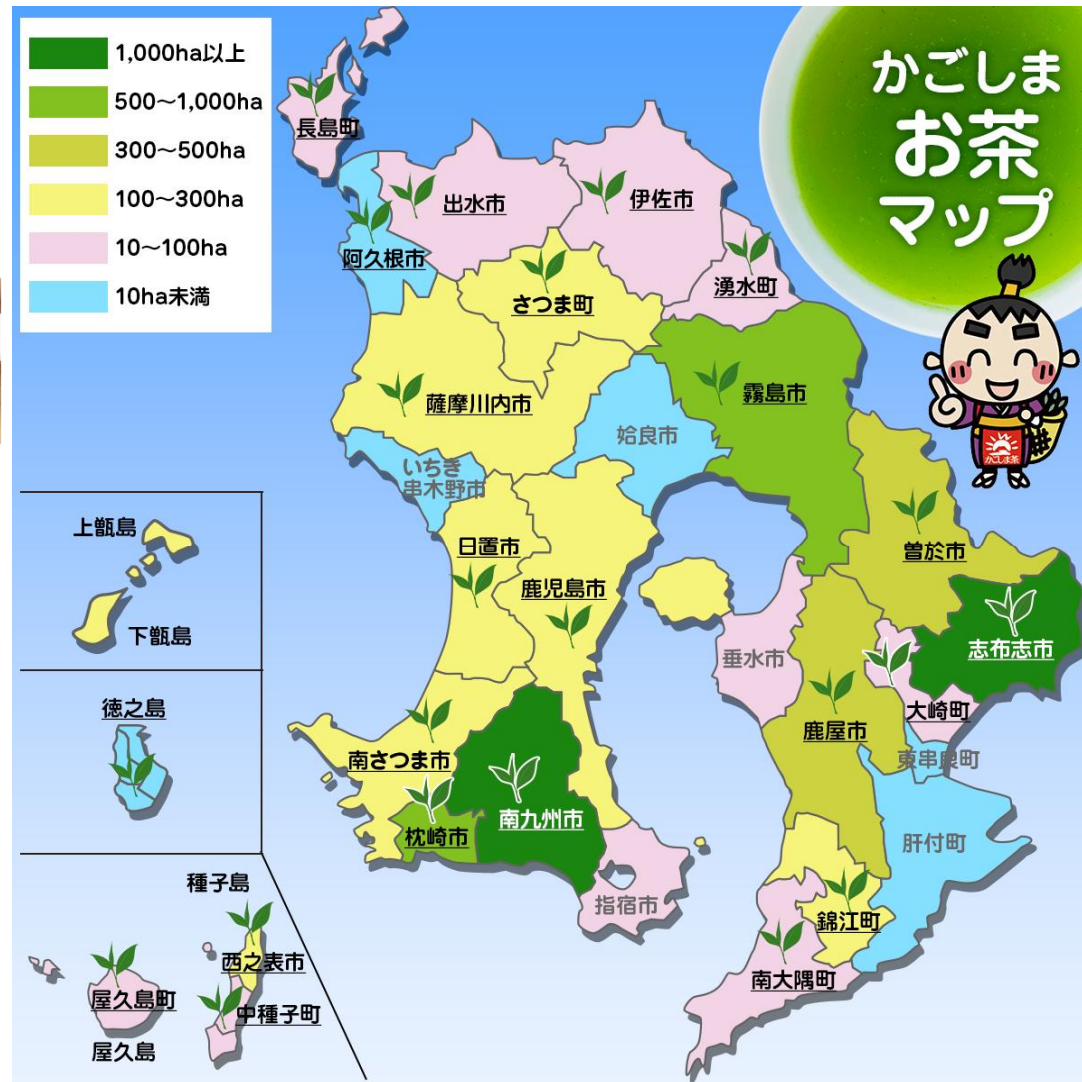 1,000ha以上
500〜1,000ha
300〜500ha
100〜300ha
10〜100ha
10ha未満
かごしま
お茶
マップ
かごしま茶
長島町
出水市
伊佐市
阿久根市
湧水町
さつま町
霧島市
薩摩川内市
姶良市
いちき
串木野市
日置市
鹿児島市
曽於市
志布志市
垂水市
大崎町
鹿屋市
東串良町
南さつま市
南九州市
枕崎市
肝付町
指宿市
錦江町
南大隅町
上甑島
下甑島
徳之島
種子島
西之表市
中種子町
屋久島町
屋久島